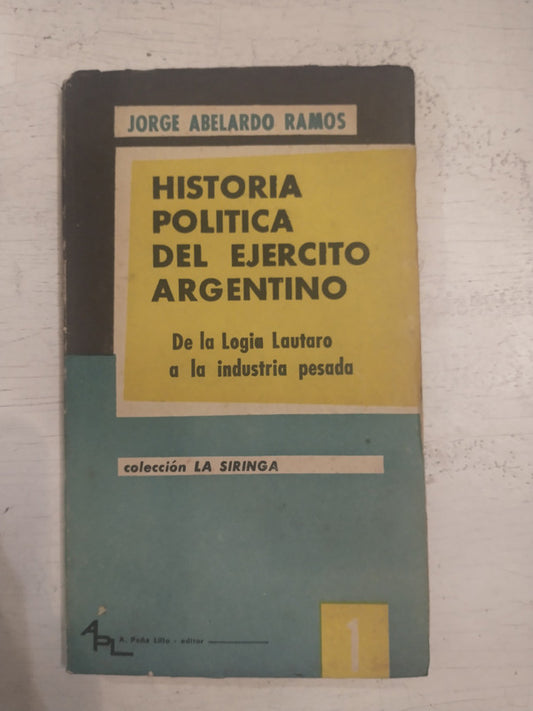 JORGE ABELARDO RAMOS
HISTORIA
POLITICA
DEL EJERCITO
ARGENTINO
De la Logia Lautaro
a la industria pesada
colección LA SIRINGA
APL A. Peña Lillo - editor
1